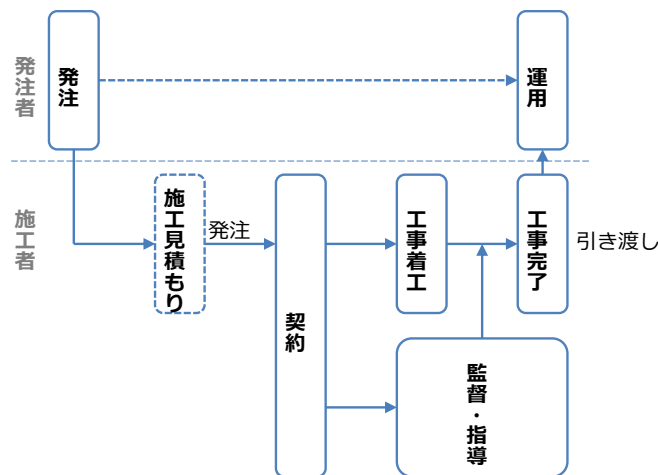 発注者
発注
運用
施工者
施工見積もり
発注
契約
工事着工
工事完了
引き渡し
監督・指導